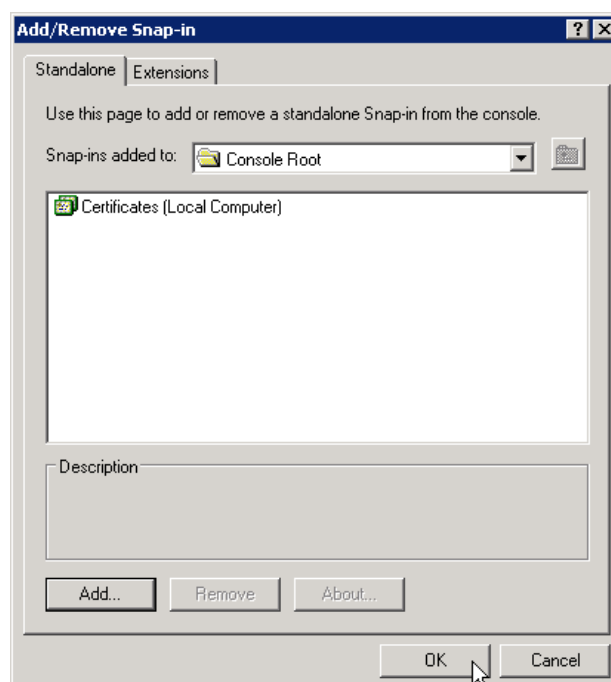 Add/Remove Snap-in
Standalone Extensions
Use this page to add or remove a standalone Snap-in from the console.
Snap-ins added to: Console Root
Certificates (Local Computer)
Description
Add... Remove About...
OK Cancel